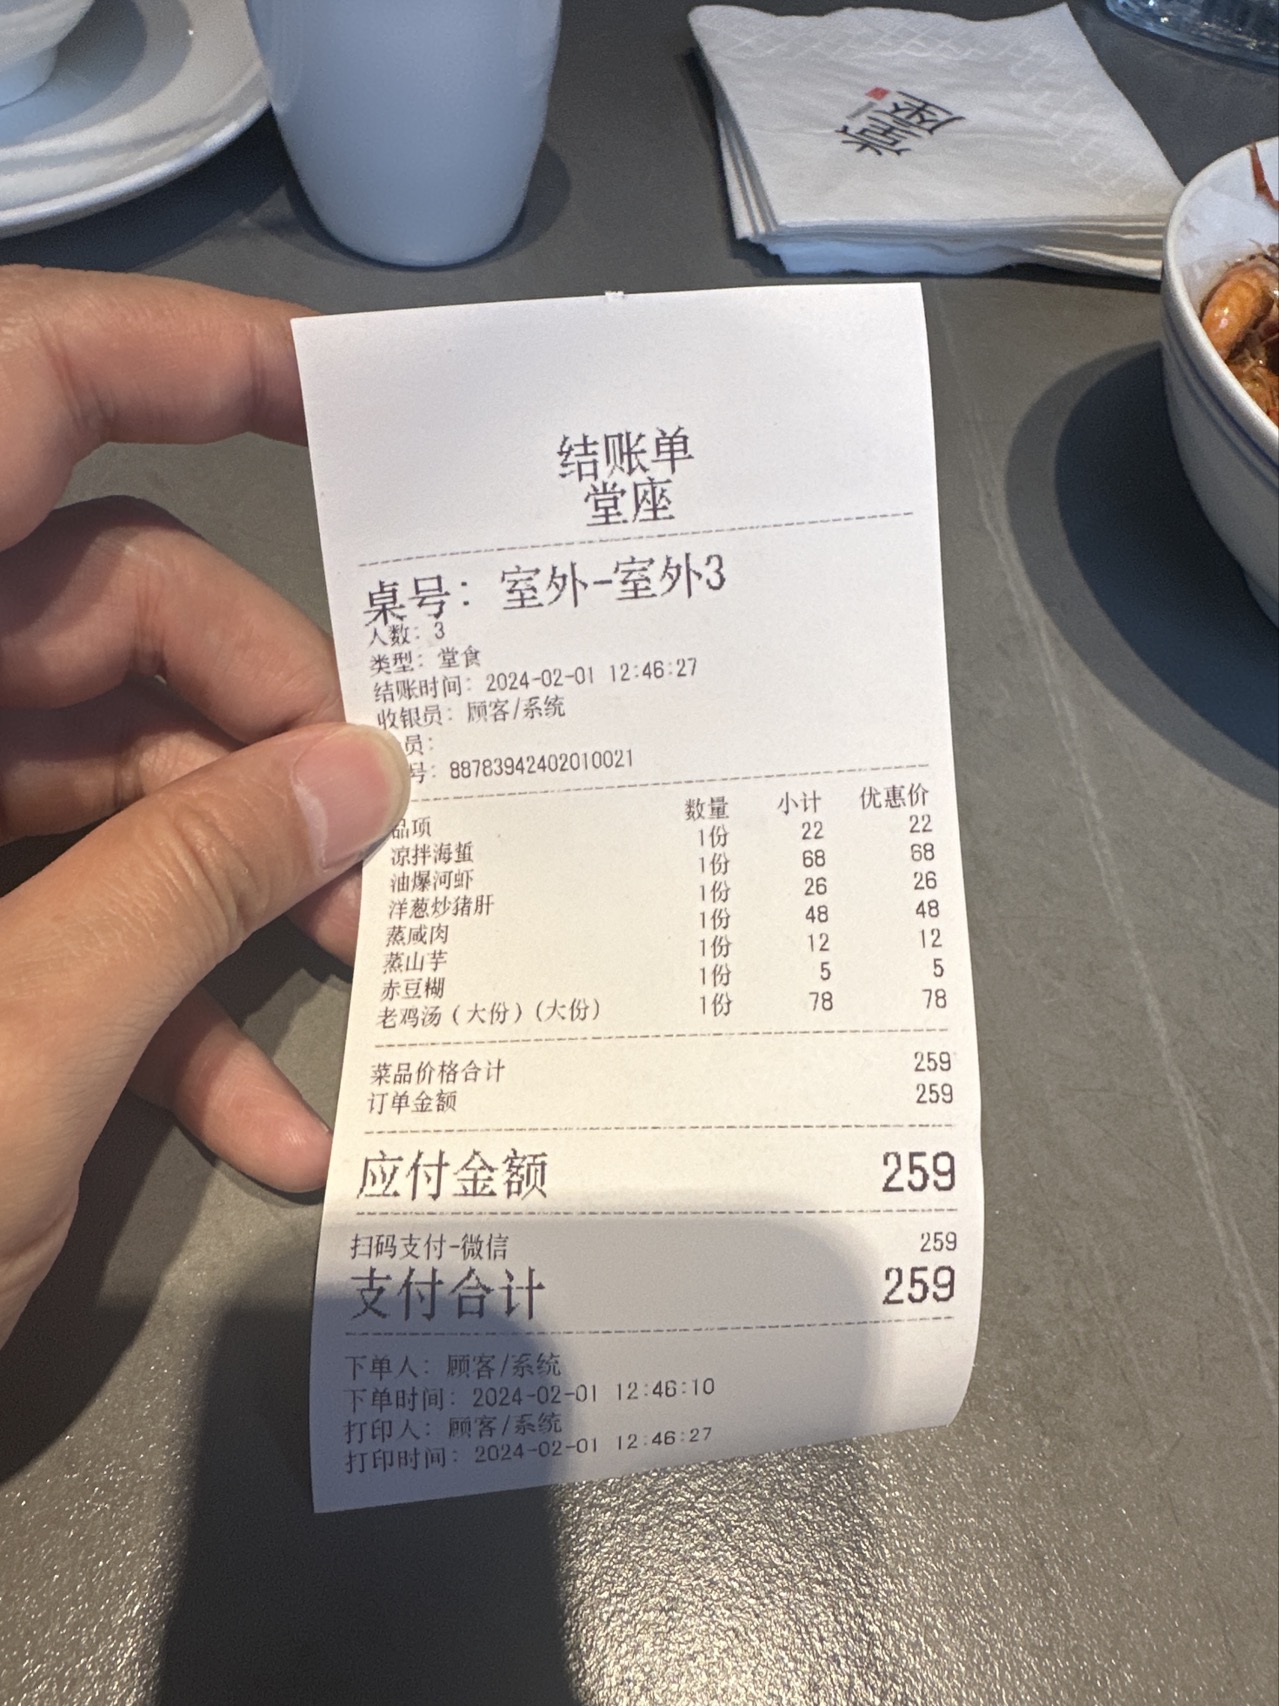 堂座
结账单
堂座
桌号：室外-室外3
人数：3
类型：堂食
结账时间：2024-02-01 12:46:27
收银员：顾客/系统
员：
号：88783942402010021
品项 数量 小计 优惠价
凉拌海蜇 1份 22 22
油爆河虾 1份 68 68
洋葱炒猪肝 1份 26 26
蒸咸肉 1份 48 48
蒸山芋 1份 12 12
赤豆糊 1份 5 5
老鸡汤（大份）(大份) 1份 78 78
菜品价格合计 259
订单金额 259
应付金额 259
扫码支付-微信 259
支付合计 259
下单人：顾客/系统
下单时间：2024-02-01 12:46:10
打印人：顾客/系统
打印时间：2024-02-01 12:46:27